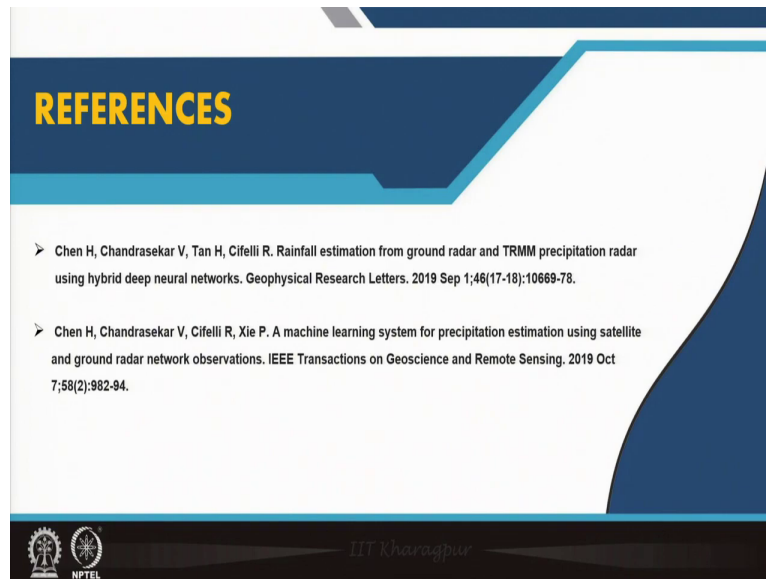 REFERENCES
➢ Chen H, Chandrasekar V, Tan H, Cifelli R. Rainfall estimation from ground radar and TRMM precipitation radar
using hybrid deep neural networks. Geophysical Research Letters. 2019 Sep 1;46(17-18):10669-78.
➢ Chen H, Chandrasekar V, Cifelli R, Xie P. A machine learning system for precipitation estimation using satellite
and ground radar network observations. IEEE Transactions on Geoscience and Remote Sensing. 2019 Oct
7;58(2):982-94.
IIT Kharagpur
NPTEL